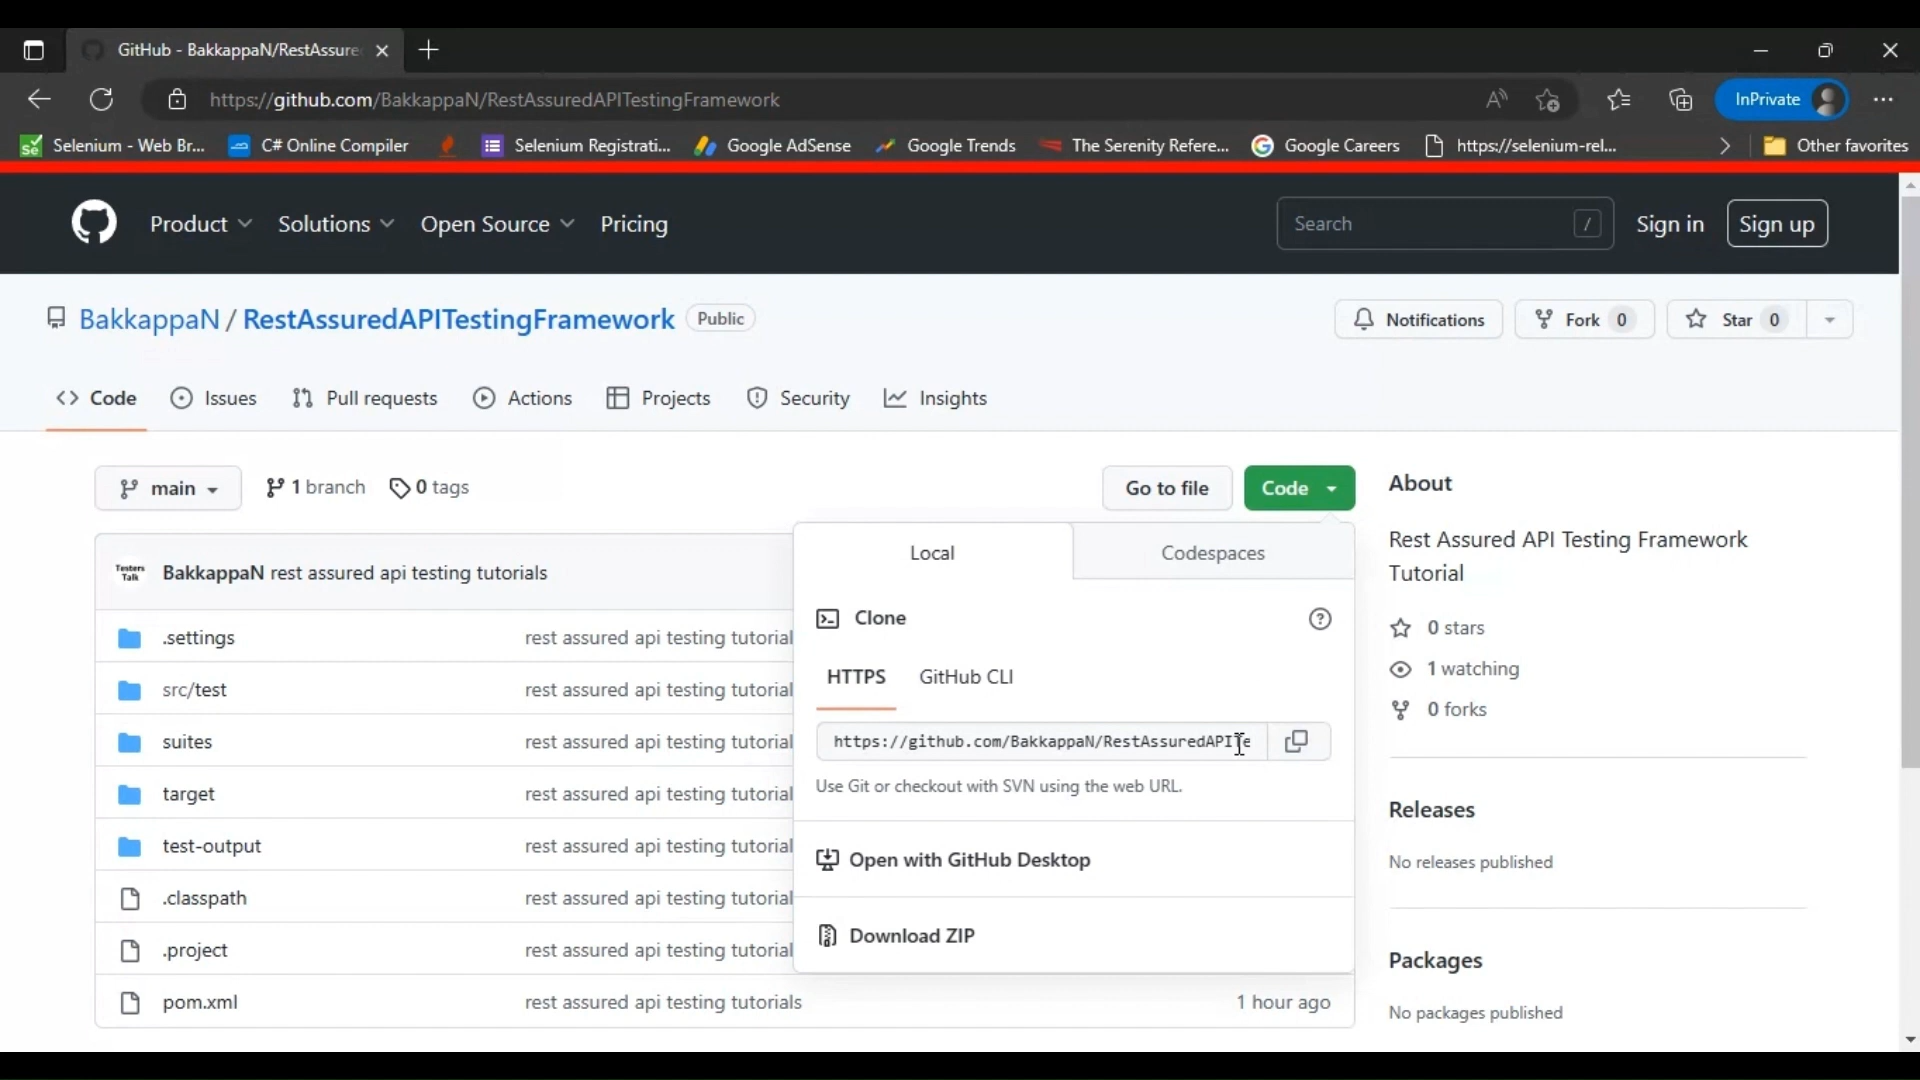 GitHub - BakkappaN/RestAssure
https://github.com/BakkappaN/RestAssuredAPITestingFramework
InPrivate
Selenium - Web Br...
C# Online Compiler
Selenium Registrati...
Google AdSense
Google Trends
The Serenity Refere...
Google Careers
https://selenium-rel...
Other favorites
Product
Solutions
Open Source
Pricing
Search
/
Sign in
Sign up
BakkappaN / RestAssuredAPITestingFramework
Public
Notifications
Fork 0
Star 0
Code
Issues
Pull requests
Actions
Projects
Security
Insights
main
1 branch
0 tags
Go to file
Code
Testers
Talk
BakkappaN rest assured api testing tutorials
.settings
rest assured api testing tutorial
src/test
rest assured api testing tutorial
suites
rest assured api testing tutorial
target
rest assured api testing tutorial
test-output
rest assured api testing tutorial
.classpath
rest assured api testing tutorial
.project
rest assured api testing tutorial
pom.xml
rest assured api testing tutorials
1 hour ago
Local
Codespaces
Clone
HTTPS
GitHub CLI
https://github.com/BakkappaN/RestAssuredAPITe
Use Git or checkout with SVN using the web URL.
Open with GitHub Desktop
Download ZIP
About
Rest Assured API Testing Framework
Tutorial
0 stars
1 watching
0 forks
Releases
No releases published
Packages
No packages published